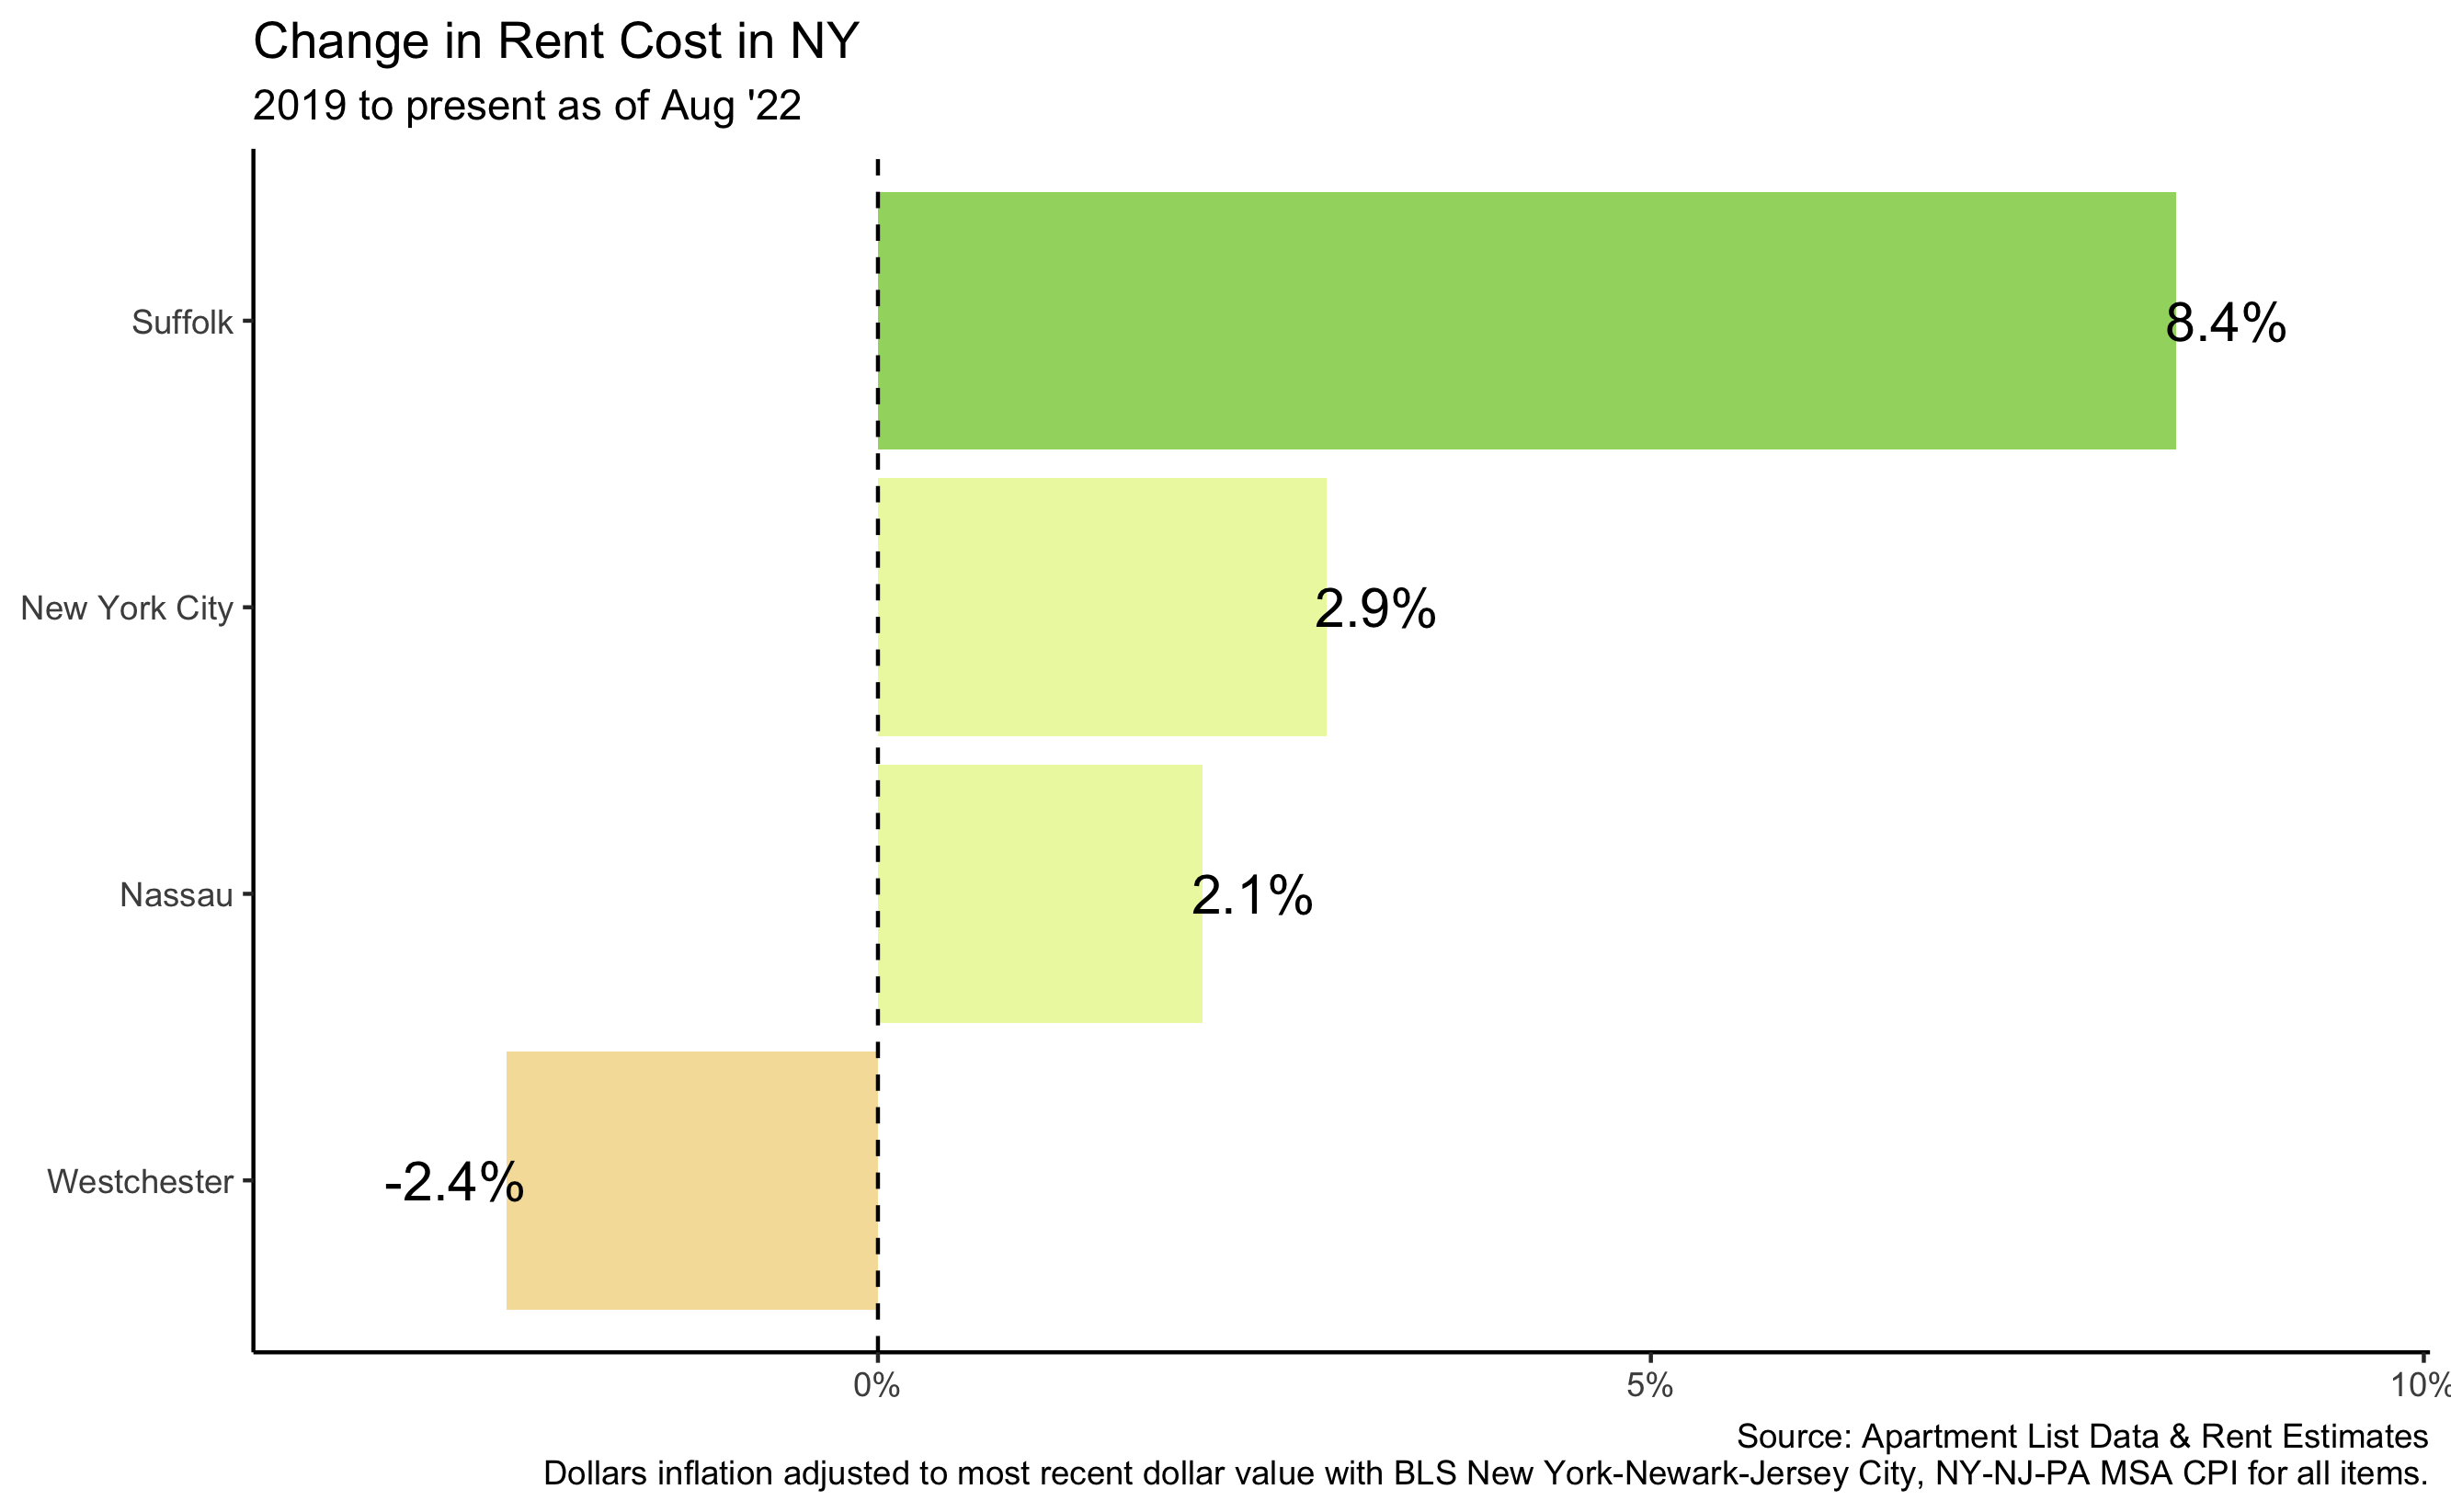 Change in Rent Cost in NY
2019 to present as of Aug '22
Suffolk
8.4%
New York City
2.9%
Nassau
2.1%
Westchester
-2.4%
0%
5%
10%
Source: Apartment List Data & Rent Estimates
Dollars inflation adjusted to most recent dollar value with BLS New York-Newark-Jersey City, NY-NJ-PA MSA CPI for all items.